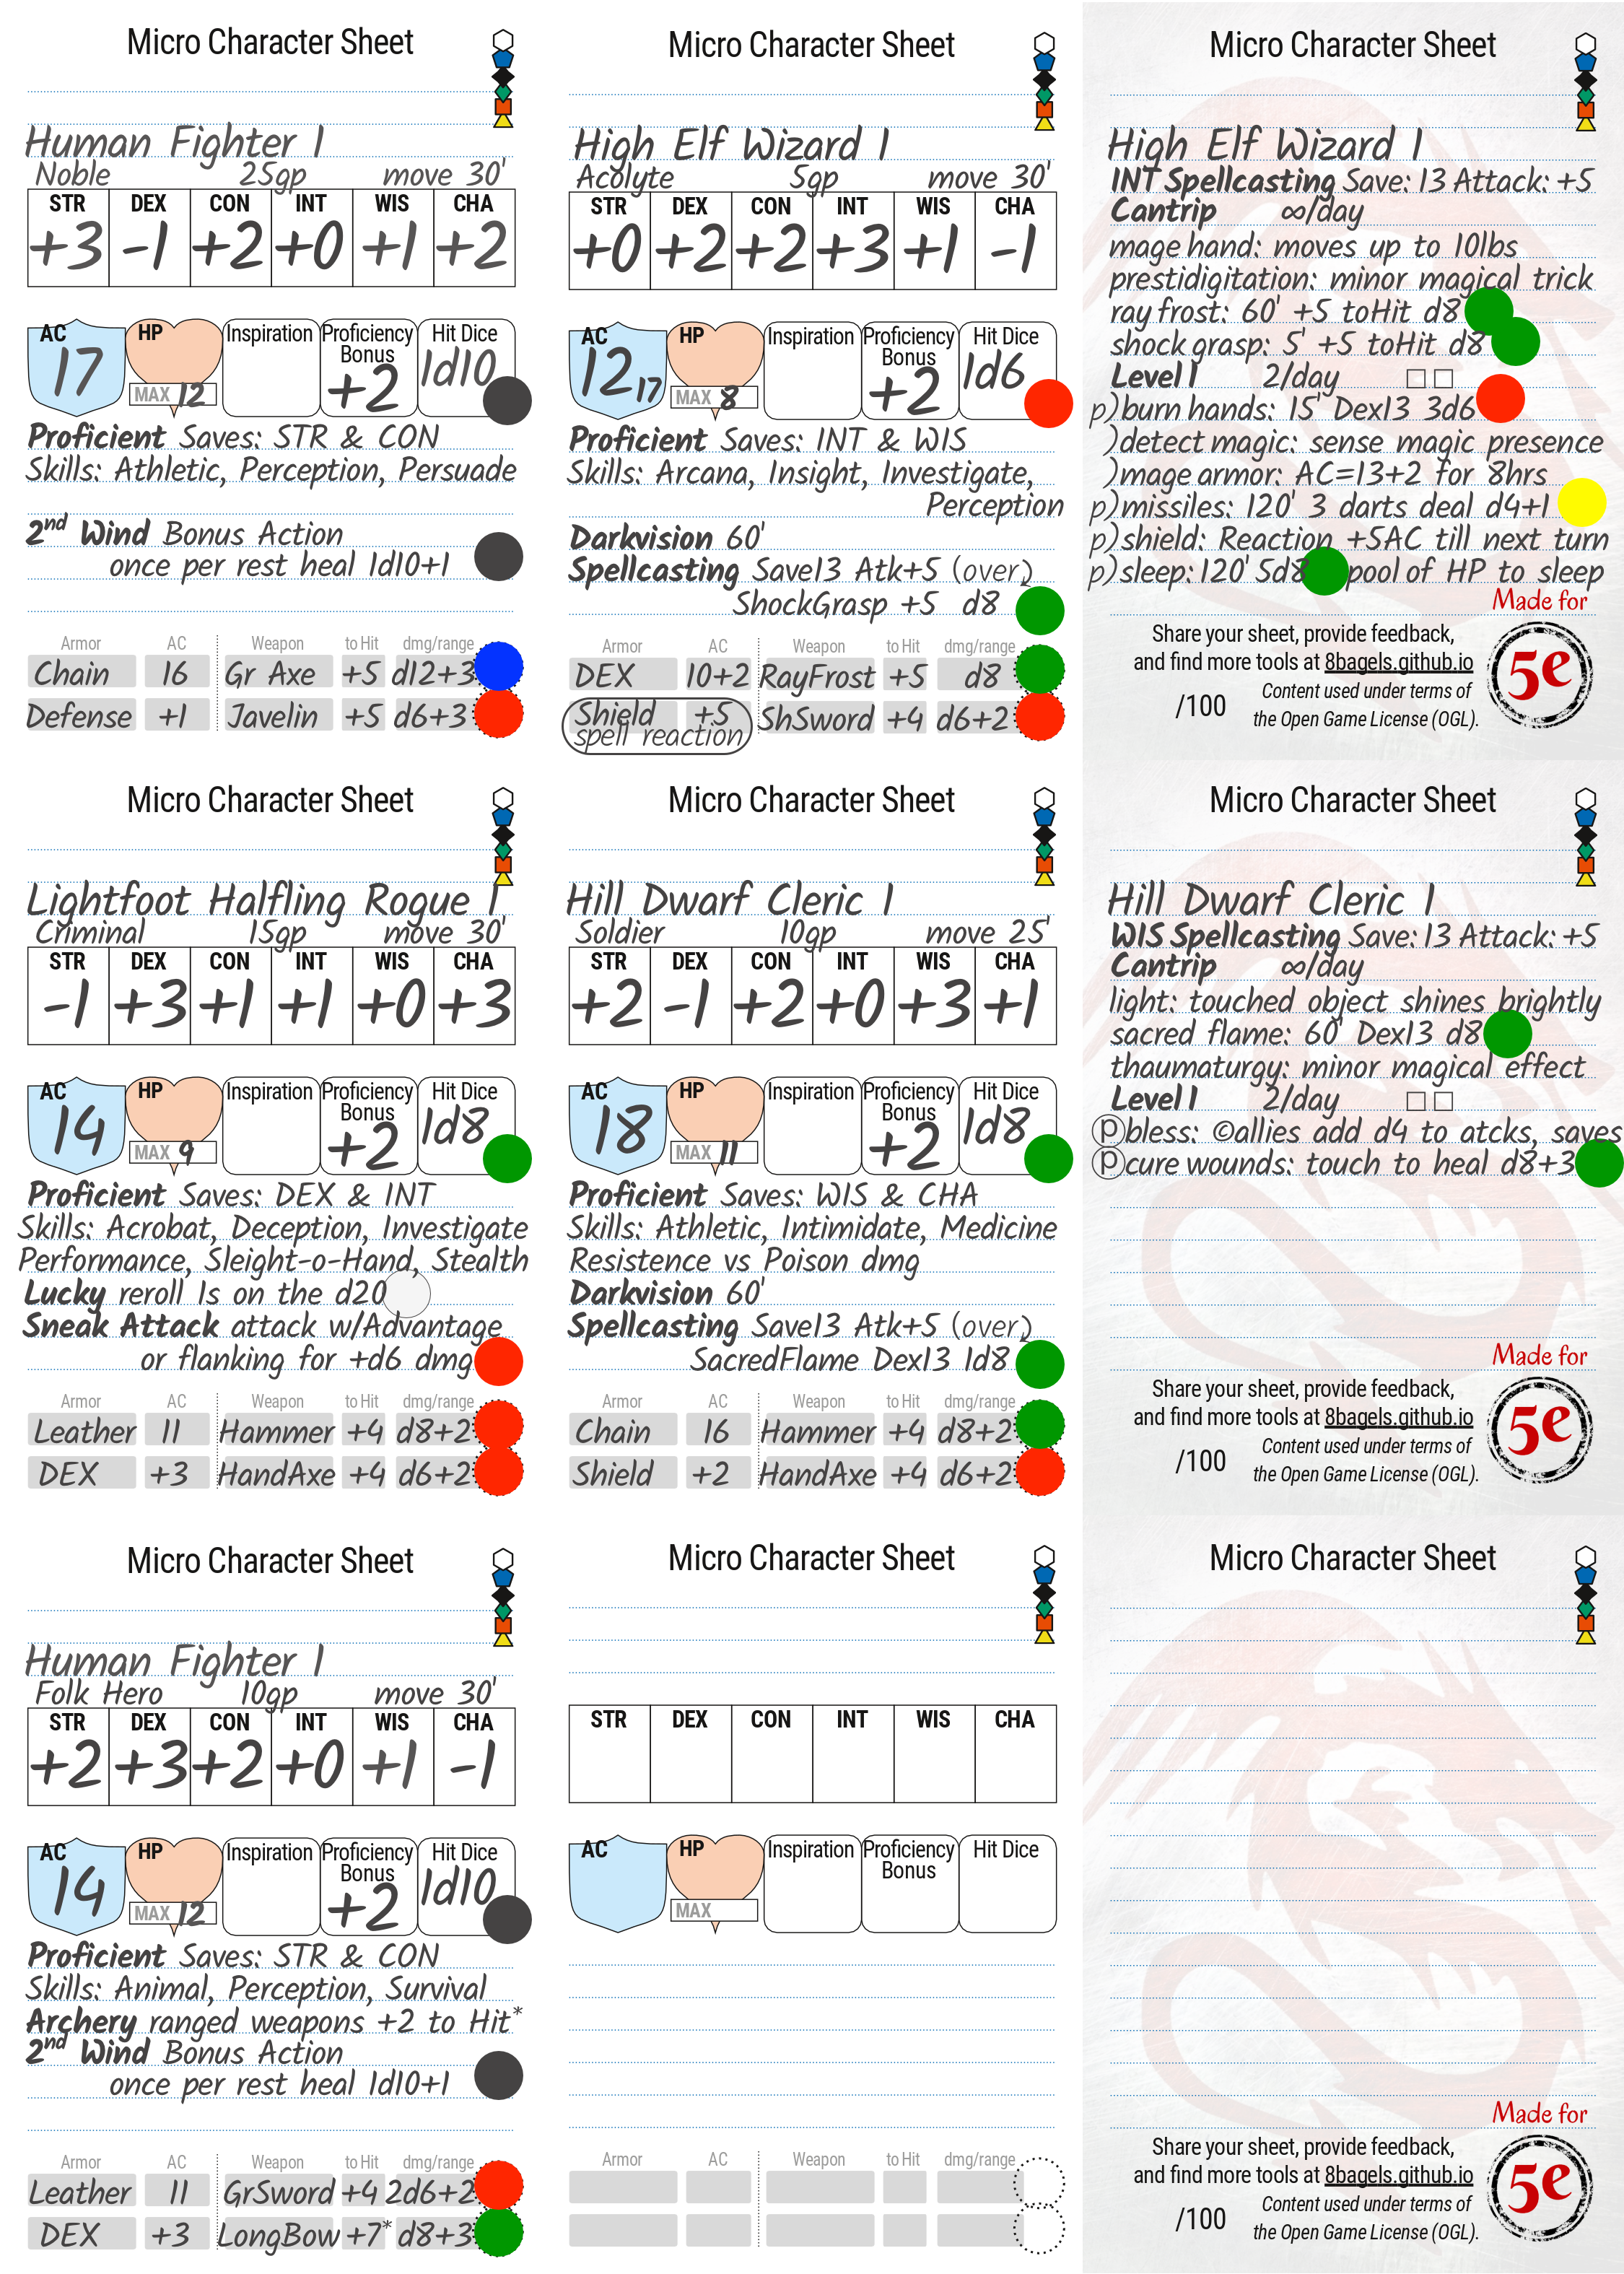 Micro Character Sheet
Human Fighter 1
Noble 25gp move 30'
STR DEX CON INT WIS CHA
+3 -1 +2 +0 +1 +2
AC HP Inspiration Proficiency Bonus Hit Dice
17 MAX 12 +2 1d10
Proficient Saves: STR & CON
Skills: Athletic, Perception, Persuade
2nd Wind Bonus Action
once per rest heal 1d10+1
Armor AC Weapon to Hit dmg/range
Chain 16 Gr Axe +5 d12+3
Defense +1 Javelin +5 d6+3
Micro Character Sheet
High Elf Wizard 1
Acolyte 5gp move 30'
STR DEX CON INT WIS CHA
+0 +2 +2 +3 +1 -1
AC HP Inspiration Proficiency Bonus Hit Dice
12 17 MAX 8 +2 1d6
Proficient Saves: INT & WIS
Skills: Arcana, Insight, Investigate,
Perception
Darkvision 60'
Spellcasting Save13 Atk+5 (over)
ShockGrasp +5 d8
Armor AC Weapon to Hit dmg/range
DEX 10+2 RayFrost +5 d8
Shield +5 ShSword +4 d6+2
spell reaction
Micro Character Sheet
High Elf Wizard 1
INT Spellcasting Save: 13 Attack: +5
Cantrip ∞/day
mage hand: moves up to 10lbs
prestidigitation: minor magical trick
ray frost: 60' +5 toHit d8
shock grasp: 5' +5 toHit d8
Level 1 2/day □ □
p)burn hands: 15' Dex13 3d6
)detect magic: sense magic presence
)mage armor: AC=13+2 for 8hrs
p)missiles: 120' 3 darts deal d4+1
p)shield: Reaction +5AC till next turn
p)sleep: 120' 5d8 pool of HP to sleep
Made for
Share your sheet, provide feedback,
and find more tools at 8bagels.github.io
5e
Content used under terms of
/100 the Open Game License (OGL).
Micro Character Sheet
Lightfoot Halfling Rogue 1
Criminal 15gp move 30'
STR DEX CON INT WIS CHA
-1 +3 +1 +1 +0 +3
AC HP Inspiration Proficiency Bonus Hit Dice
14 MAX 9 +2 1d8
Proficient Saves: DEX & INT
Skills: Acrobat, Deception, Investigate
Performance, Sleight-o-Hand, Stealth
Lucky reroll 1s on the d20
Sneak Attack attack w/Advantage
or flanking for +d6 dmg
Armor AC Weapon to Hit dmg/range
Leather 11 Hammer +4 d8+2
DEX +3 HandAxe +4 d6+2
Micro Character Sheet
Hill Dwarf Cleric 1
Soldier 10gp move 25'
STR DEX CON INT WIS CHA
+2 -1 +2 +0 +3 +1
AC HP Inspiration Proficiency Bonus Hit Dice
18 MAX 11 +2 1d8
Proficient Saves: WIS & CHA
Skills: Athletic, Intimidate, Medicine
Resistence vs Poison dmg
Darkvision 60'
Spellcasting Save13 Atk+5 (over)
SacredFlame Dex13 1d8
Armor AC Weapon to Hit dmg/range
Chain 16 Hammer +4 d8+2
Shield +2 HandAxe +4 d6+2
Micro Character Sheet
Hill Dwarf Cleric 1
WIS Spellcasting Save: 13 Attack: +5
Cantrip ∞/day
light: touched object shines brightly
sacred flame: 60' Dex13 d8
thaumaturgy: minor magical effect
Level 1 2/day □ □
ⓟbless: ©allies add d4 to atcks, saves
ⓟcure wounds: touch to heal d8+3
Made for
Share your sheet, provide feedback,
and find more tools at 8bagels.github.io
5e
Content used under terms of
/100 the Open Game License (OGL).
Micro Character Sheet
Human Fighter 1
Folk Hero 10gp move 30'
STR DEX CON INT WIS CHA
+2 +3 +2 +0 +1 -1
AC HP Inspiration Proficiency Bonus Hit Dice
14 MAX 12 +2 1d10
Proficient Saves: STR & CON
Skills: Animal, Perception, Survival
Archery ranged weapons +2 to Hit*
2nd Wind Bonus Action
once per rest heal 1d10+1
Armor AC Weapon to Hit dmg/range
Leather 11 GrSword +4 2d6+2
DEX +3 LongBow +7* d8+3
Micro Character Sheet
STR DEX CON INT WIS CHA
AC HP Inspiration Proficiency Bonus Hit Dice
MAX
Armor AC Weapon to Hit dmg/range
Micro Character Sheet
Made for
Share your sheet, provide feedback,
and find more tools at 8bagels.github.io
5e
Content used under terms of
/100 the Open Game License (OGL).